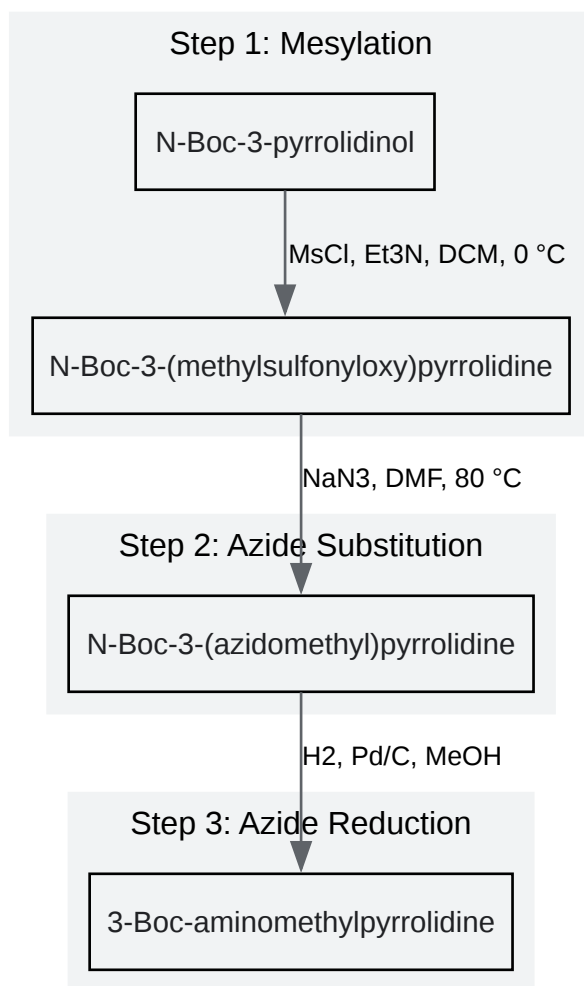 Step 1: Mesylation
N-Boc-3-pyrrolidinol
MsCl, Et3N, DCM, 0 °C
N-Boc-3-(methylsulfonyloxy)pyrrolidine
NaN3, DMF, 80 °C
Step 2: Azide Substitution
N-Boc-3-(azidomethyl)pyrrolidine
H2, Pd/C, MeOH
Step 3: Azide Reduction
3-Boc-aminomethylpyrrolidine